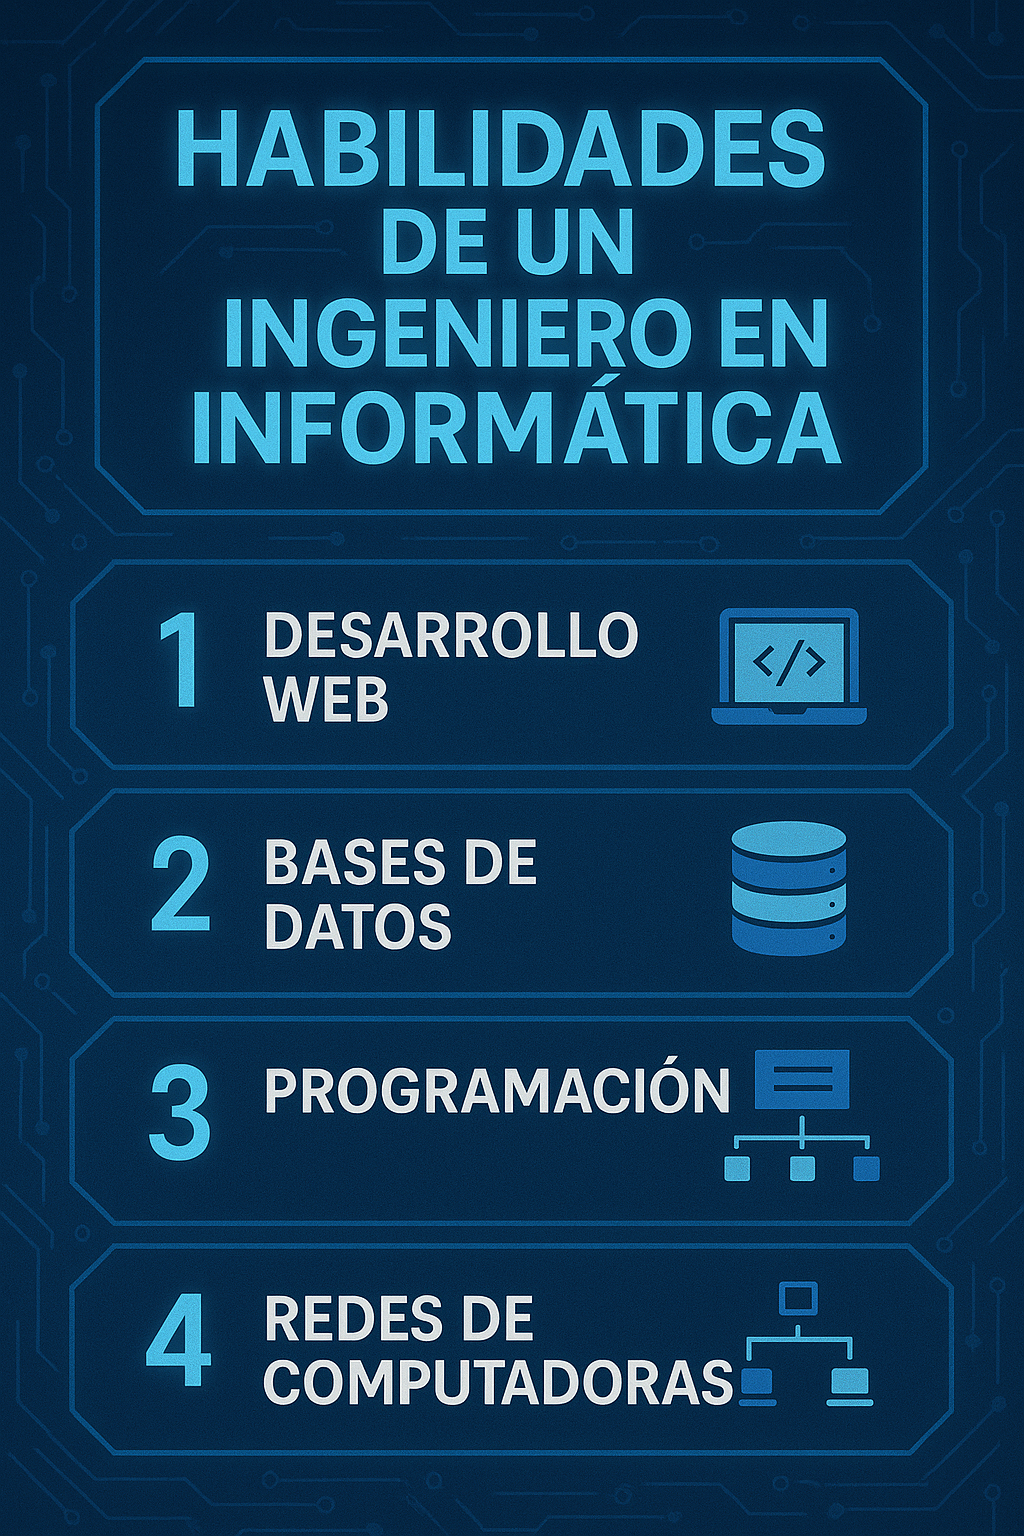 HABILIDADES
DE UN
INGENIERO EN
INFORMÁTICA
1
DESARROLLO
WEB
</>
2
BASES DE
DATOS
3
PROGRAMACIÓN
4
REDES DE
COMPUTADORAS